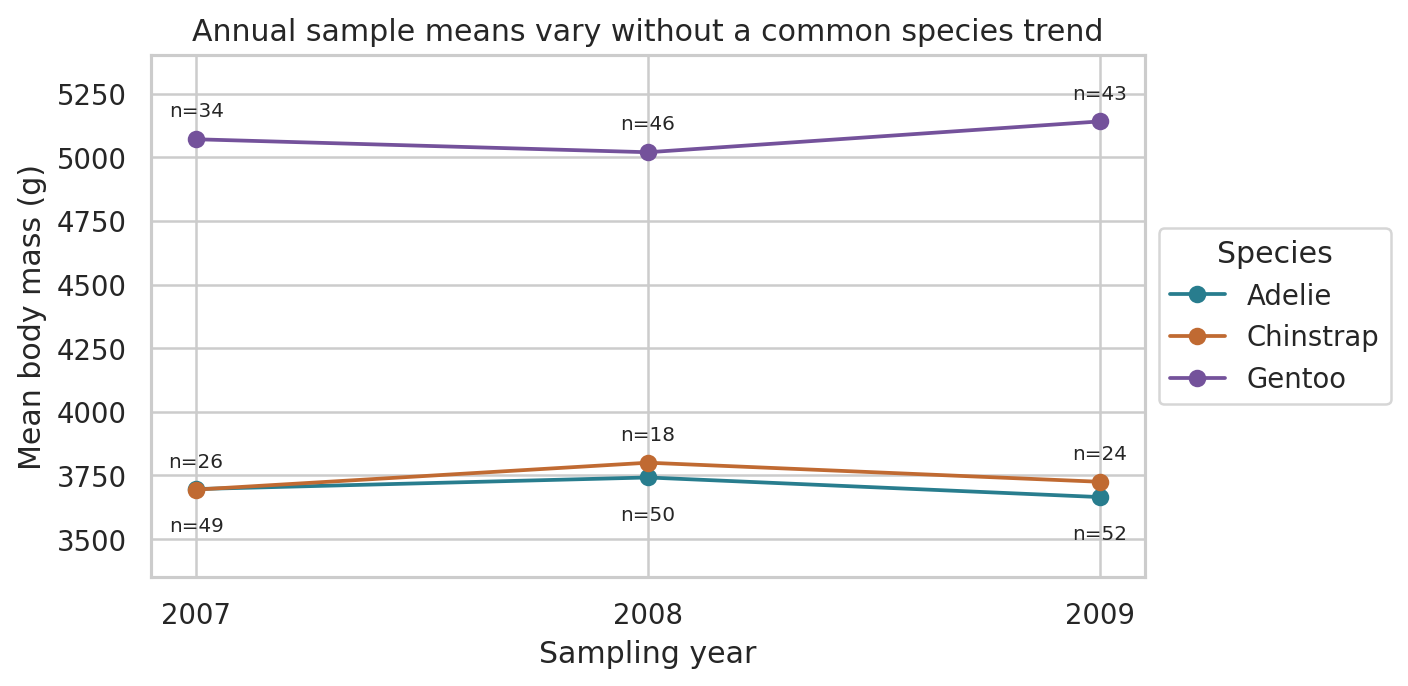 Annual sample means vary without a common species trend
Mean body mass (g)
5250
5000
4750
4500
4250
4000
3750
3500
n=34
n=46
n=43
n=26
n=18
n=24
n=49
n=50
n=52
2007
2008
2009
Sampling year
Species
Adelie
Chinstrap
Gentoo